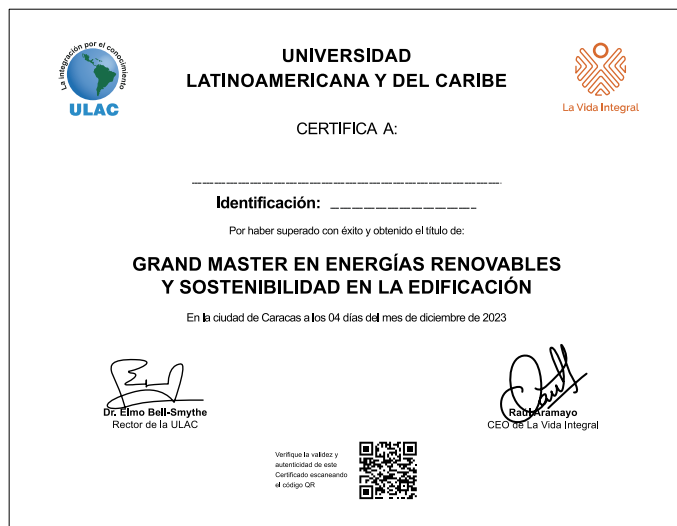 La integración por el conocimiento
ULAC
UNIVERSIDAD
LATINOAMERICANA Y DEL CARIBE
La Vida Integral
CERTIFICA A:
Identificación:
Por haber superado con éxito y obtenido el título de:
GRAND MASTER EN ENERGÍAS RENOVABLES
Y SOSTENIBILIDAD EN LA EDIFICACIÓN
En la ciudad de Caracas a los 04 días del mes de diciembre de 2023
Dr. Elmo Bell-Smythe
Rector de la ULAC
Raul Aramayo
CEO de La Vida Integral
Verifique la validez y
autenticidad de este
Certificado escaneando
el código QR